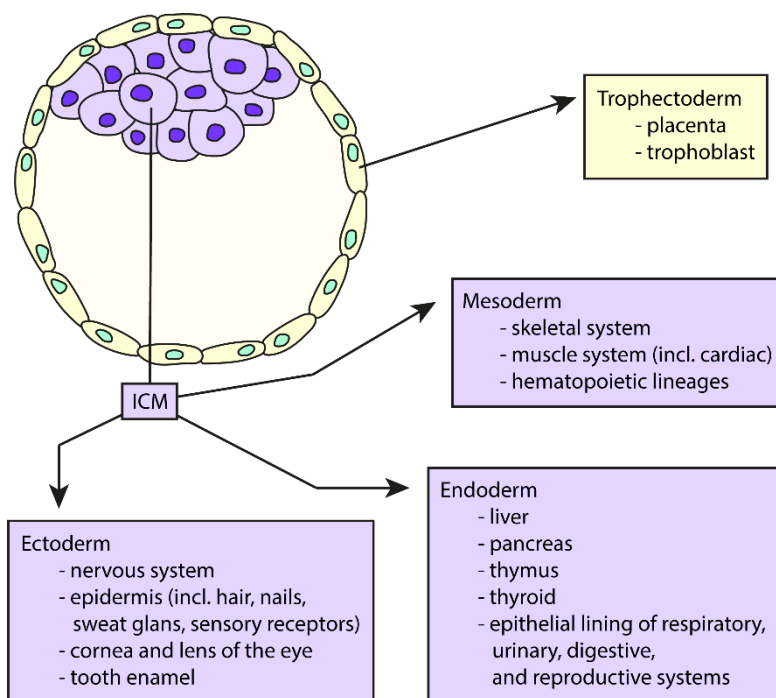 Trophectoderm
- placenta
- trophoblast
Mesoderm
- skeletal system
- muscle system (incl. cardiac)
- hematopoietic lineages
ICM
Ectoderm
- nervous system
- epidermis (incl. hair, nails,
sweat glans, sensory receptors)
- cornea and lens of the eye
- tooth enamel
Endoderm
- liver
- pancreas
- thymus
- thyroid
- epithelial lining of respiratory,
urinary, digestive,
and reproductive systems